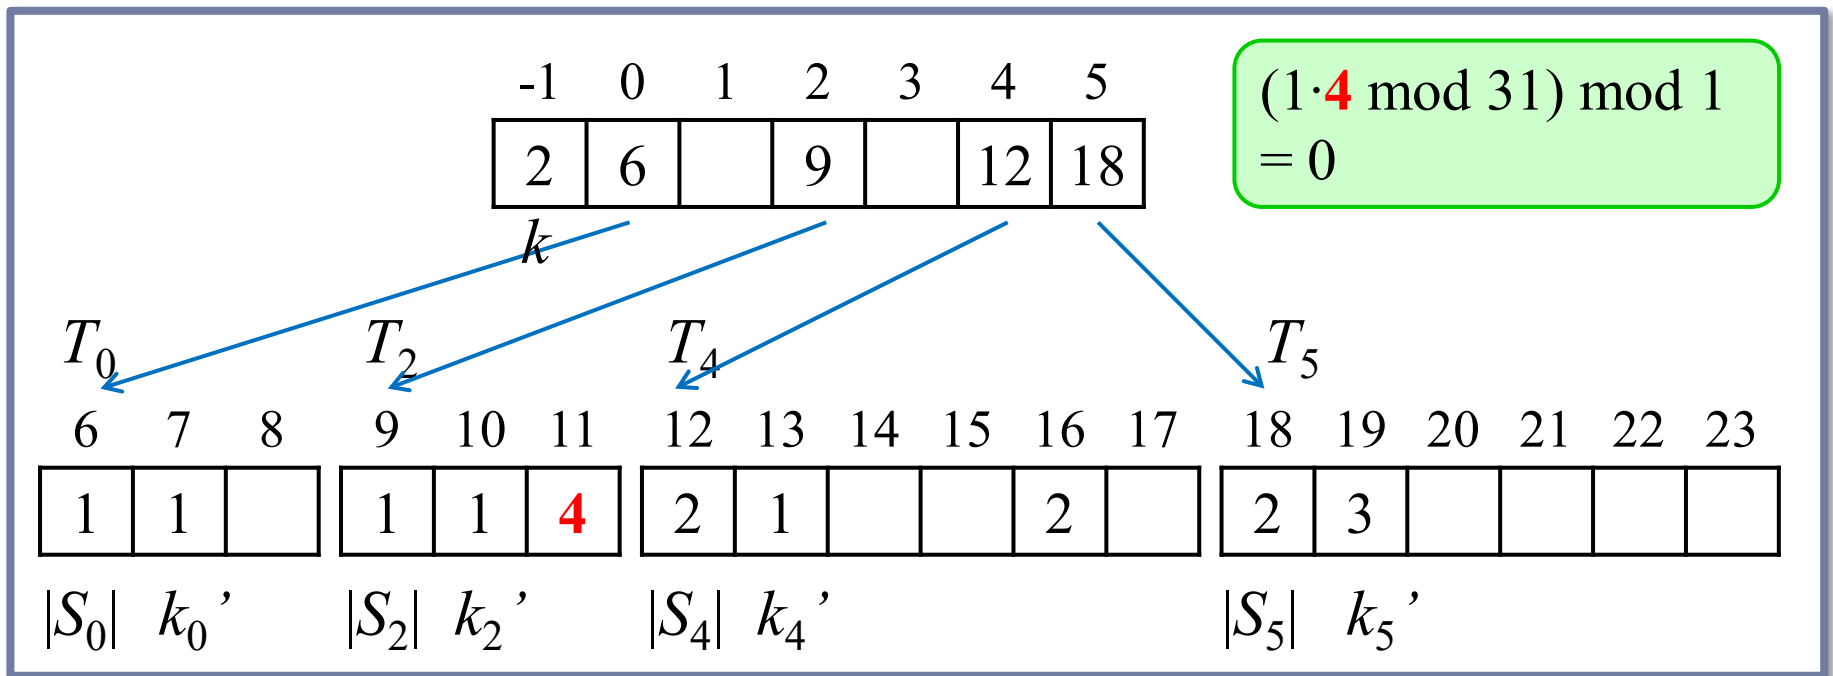 -1 0 1 2 3 4 5
2 6 9 12 18
(1·4 mod 31) mod 1
= 0
k
T0 T2 T4 T5
6 7 8 9 10 11 12 13 14 15 16 17 18 19 20 21 22 23
1 1 1 1 4 2 1 2 2 3
|S0| k0’ |S2| k2’ |S4| k4’ |S5| k5’